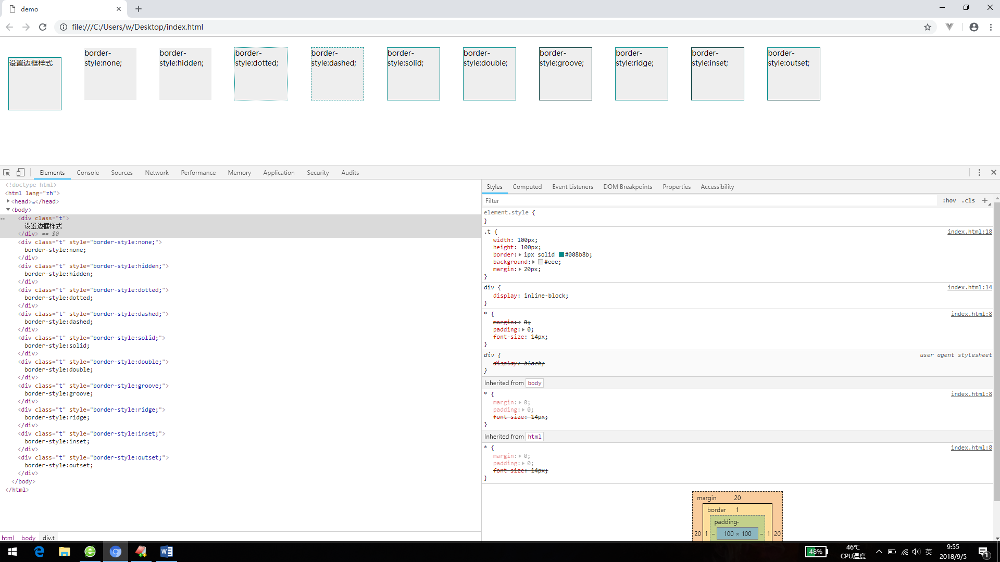 demo
file:///C:/Users/w/Desktop/index.html
设置边框样式
border-
style:none;
border-
style:hidden;
border-
style:dotted;
border-
style:dashed;
border-
style:solid;
border-
style:double;
border-
style:groove;
border-
style:ridge;
border-
style:inset;
border-
style:outset;
Elements Console Sources Network Performance Memory Application Security Audits
<!doctype html>
<html lang="zh">
<head>…</head>
<body>
<div class="t">
设置边框样式
</div> == $0
<div class="t" style="border-style:none;">
border-style:none;
</div>
<div class="t" style="border-style:hidden;">
border-style:hidden;
</div>
<div class="t" style="border-style:dotted;">
border-style:dotted;
</div>
<div class="t" style="border-style:dashed;">
border-style:dashed;
</div>
<div class="t" style="border-style:solid;">
border-style:solid;
</div>
<div class="t" style="border-style:double;">
border-style:double;
</div>
<div class="t" style="border-style:groove;">
border-style:groove;
</div>
<div class="t" style="border-style:ridge;">
border-style:ridge;
</div>
<div class="t" style="border-style:inset;">
border-style:inset;
</div>
<div class="t" style="border-style:outset;">
border-style:outset;
</div>
</body>
</html>
html body div.t
Styles Computed Event Listeners DOM Breakpoints Properties Accessibility
Filter :hov .cls
element.style {
}
.t { index.html:18
width: 100px;
height: 100px;
border: 1px solid #008b8b;
background: #eee;
margin: 20px;
}
div { index.html:14
display: inline-block;
}
* { index.html:8
margin: 0;
padding: 0;
font-size: 14px;
}
div { user agent stylesheet
display: block;
}
Inherited from body
* { index.html:8
margin: 0;
padding: 0;
font-size: 14px;
}
Inherited from html
* { index.html:8
margin: 0;
padding: 0;
font-size: 14px;
}
margin 20
border 1
padding -
20 1 - 100 × 100 - 1 20
48% 46℃ 英 9:55
CPU温度 2018/9/5 1